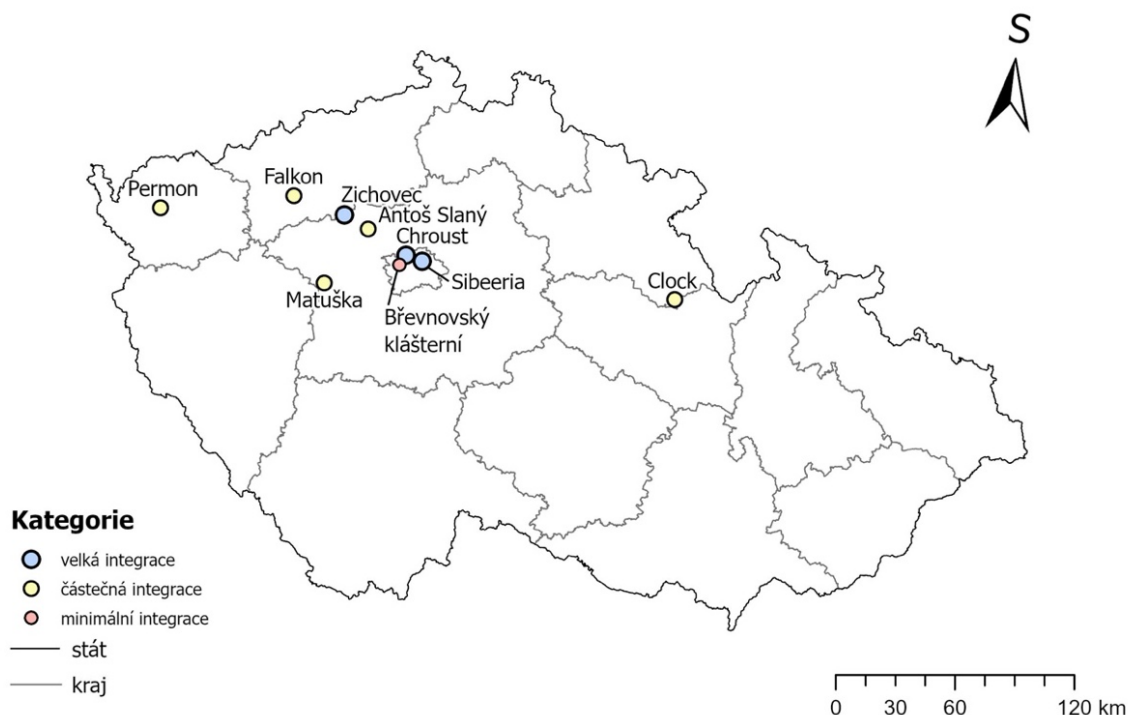 S
Permon
Falkon
Zichovec
Antoš Slaný
Chroust
Sibeeria
Matuška
Břevnovský
klášterní
Clock
Kategorie
velká integrace
částečná integrace
minimální integrace
stát
kraj
0 30 60 120 km